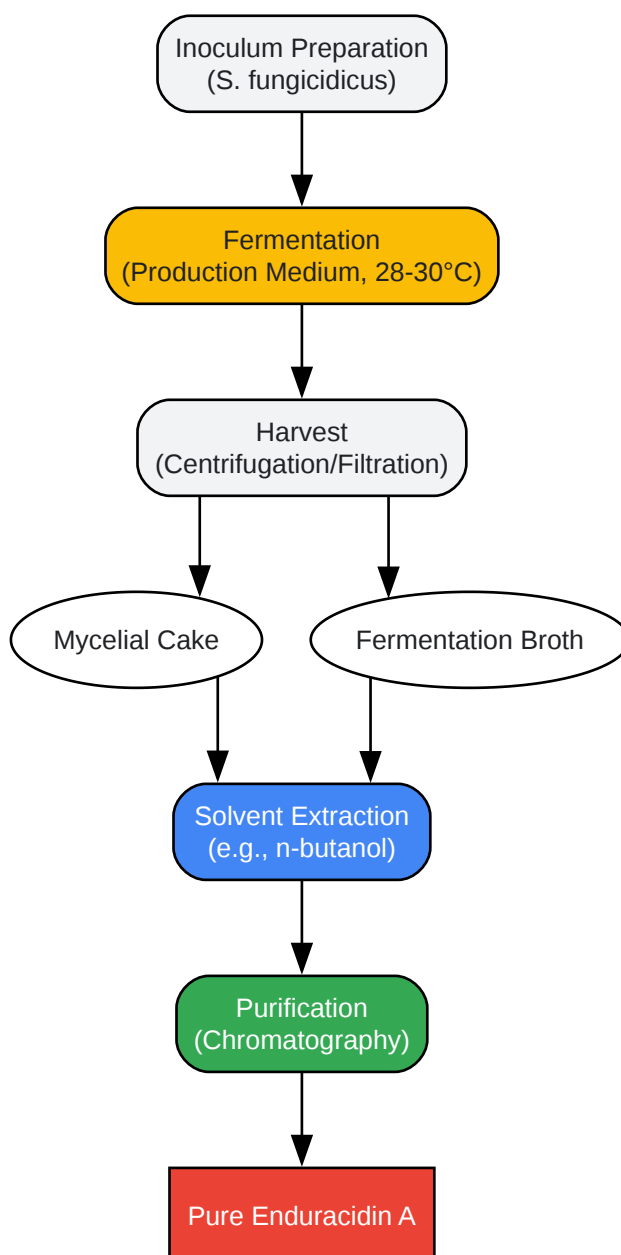 Inoculum Preparation
(S. fungicidicus)
Fermentation
(Production Medium, 28-30°C)
Harvest
(Centrifugation/Filtration)
Mycelial Cake
Fermentation Broth
Solvent Extraction
(e.g., n-butanol)
Purification
(Chromatography)
Pure Enduracidin A